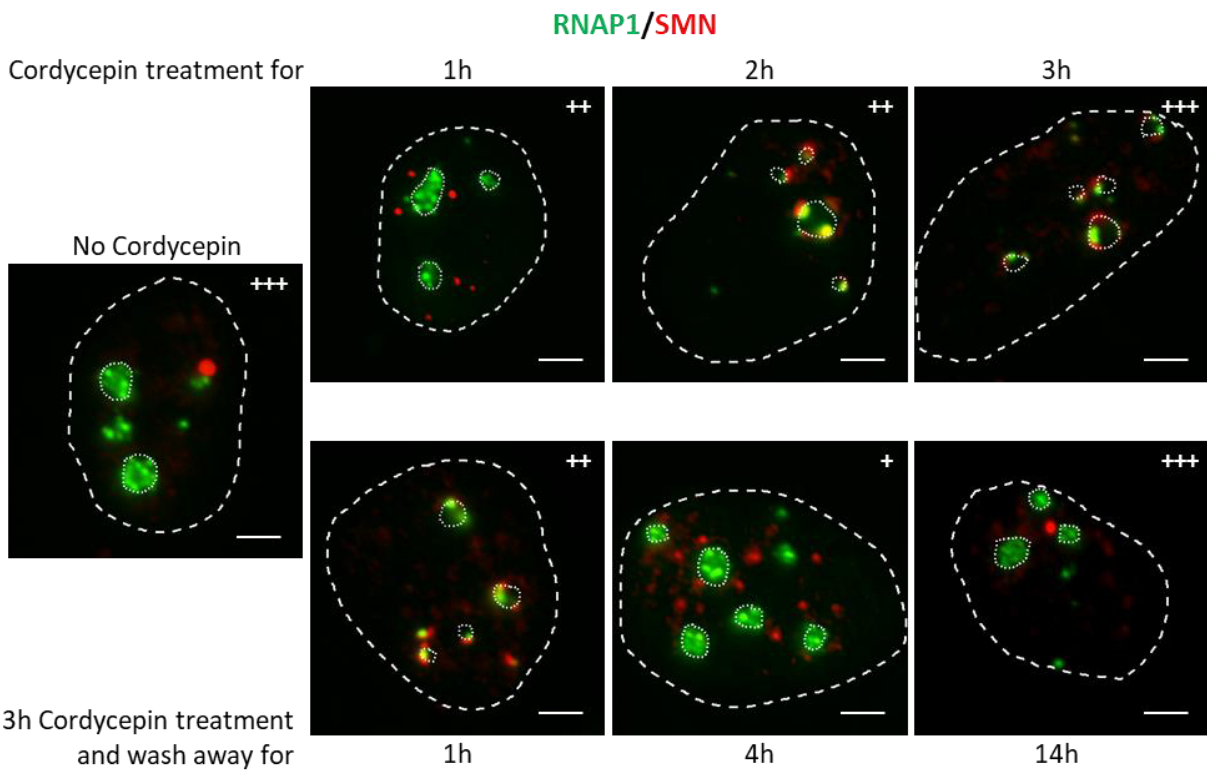 RNAP1/SMN
Cordycepin treatment for 1h 2h 3h
++ ++ +++
No Cordycepin
+++
++ + +++
3h Cordycepin treatment
and wash away for 1h 4h 14h